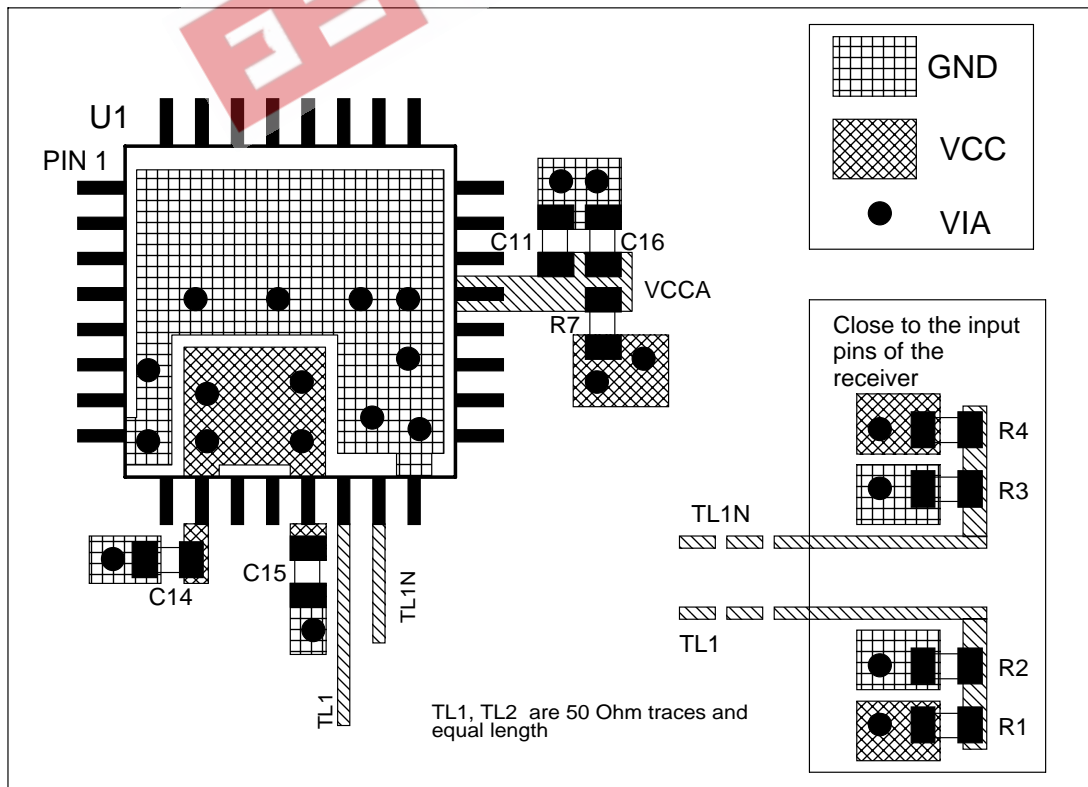 U1
PIN 1
GND
VCC
VIA
C11
C16
VCCA
R7
Close to the input
pins of the
receiver
R4
R3
TL1N
C15
C14
TL1N
TL1
TL1
R2
R1
TL1, TL2 are 50 Ohm traces and
equal length